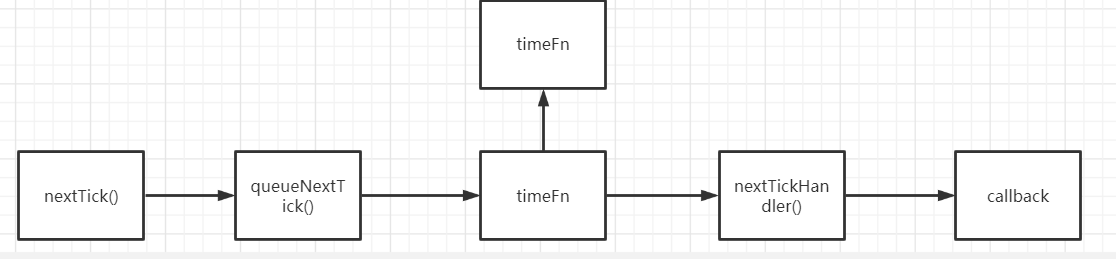 timeFn
nextTick()
queueNextT
ick()
timeFn
nextTickHan
dler()
callback